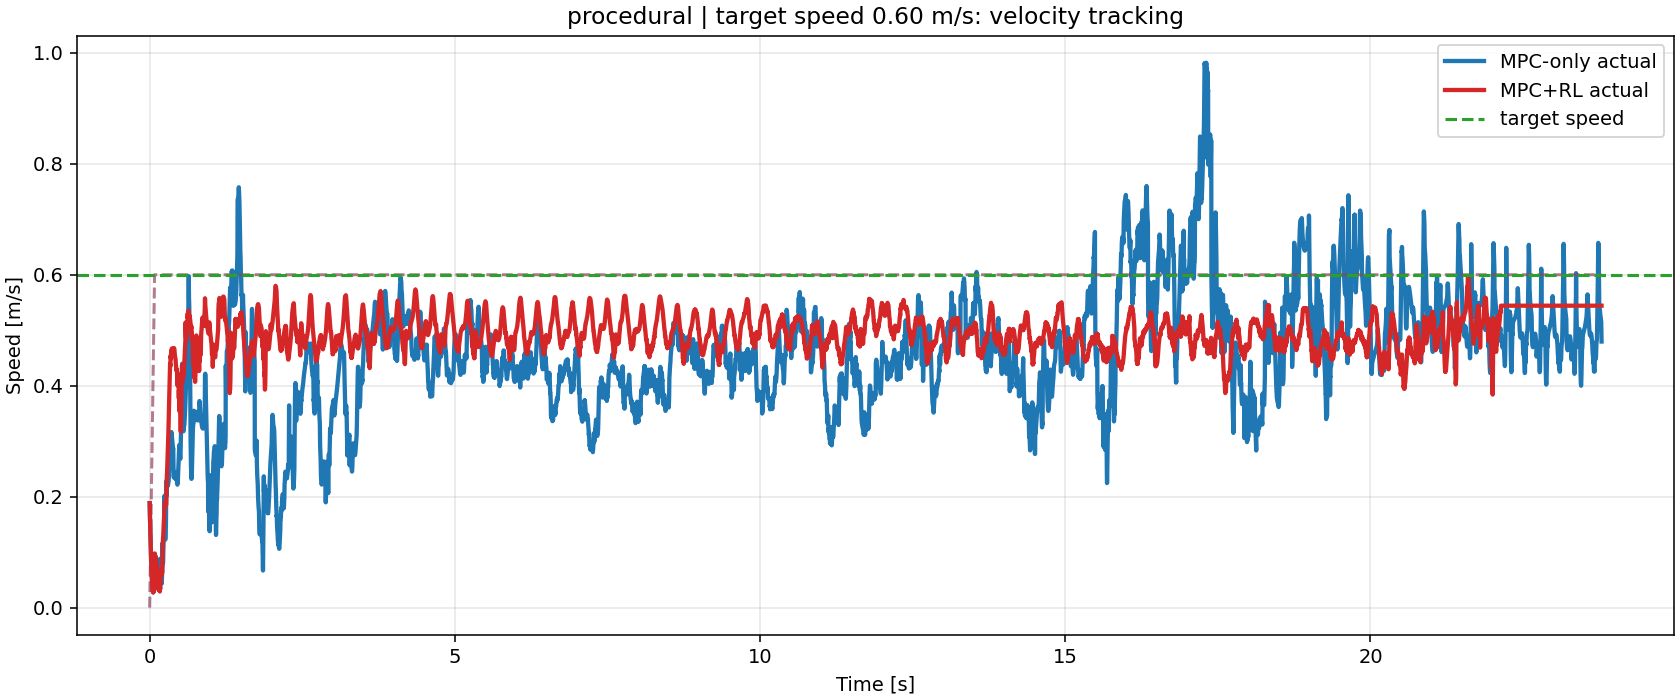 procedural | target speed 0.60 m/s: velocity tracking
MPC-only actual
MPC+RL actual
target speed
Speed [m/s]
1.0
0.8
0.6
0.4
0.2
0.0
0
5
10
15
20
Time [s]